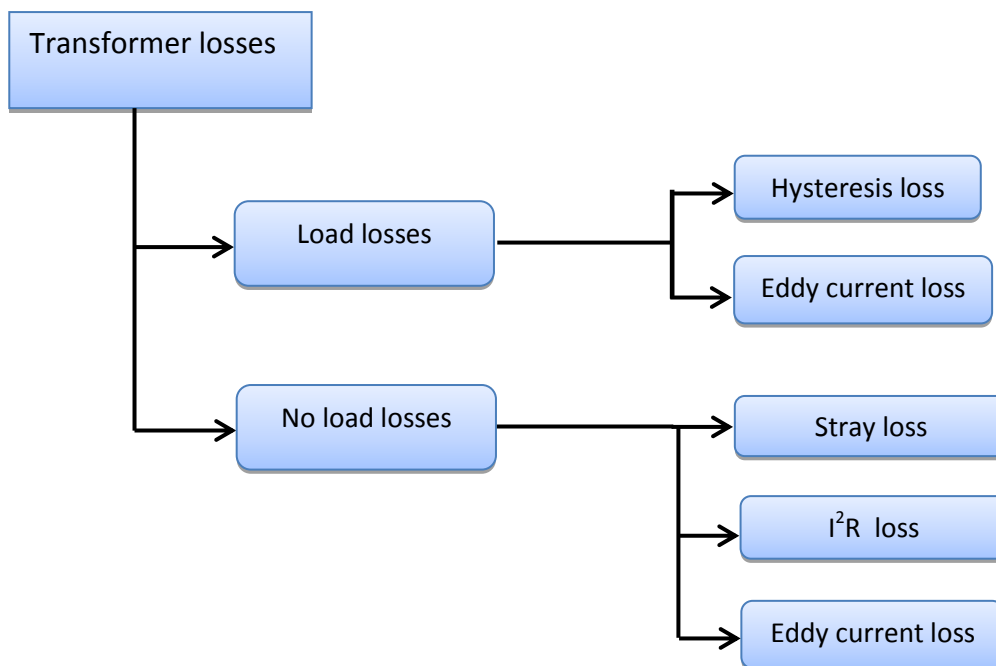 Transformer losses
Load losses
Hysteresis loss
Eddy current loss
No load losses
Stray loss
I²R loss
Eddy current loss